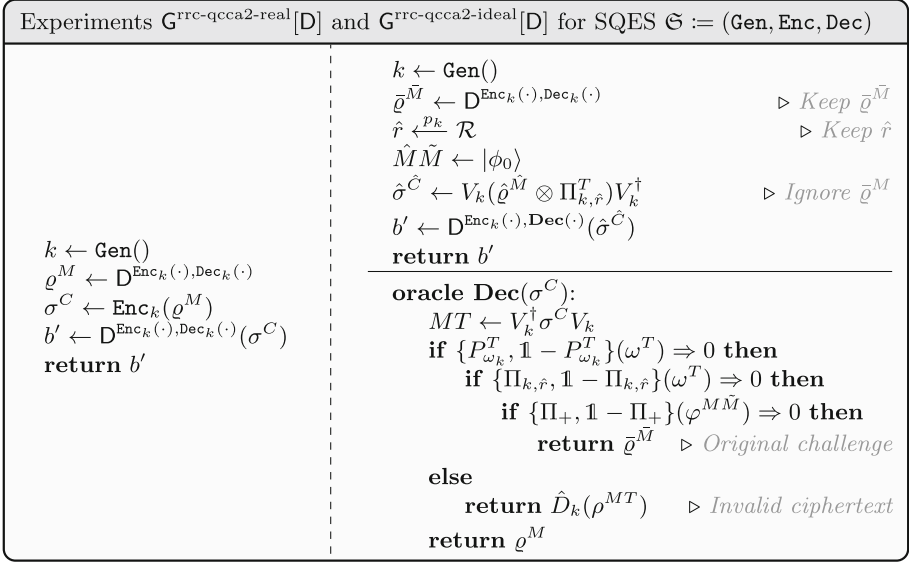 Experiments G^{rrc-qcca2-real}[D] and G^{rrc-qcca2-ideal}[D] for SQES 𝔖 := (Gen, Enc, Dec)
k ← Gen()
ϱ^M ← D^{Enc_k(·),Dec_k(·)}
σ^C ← Enc_k(ϱ^M)
b′ ← D^{Enc_k(·),Dec_k(·)}(σ^C)
return b′
k ← Gen()
ϱ̄^{M̄} ← D^{Enc_k(·),Dec_k(·)} ▷ Keep ϱ̄^{M̄}
r̂ ←^{p_k} ℛ ▷ Keep r̂
M̂M̃ ← |ϕ_0⟩
σ̂^{Ĉ} ← V_k(ϱ̂^{M̂} ⊗ Π^T_{k,r̂})V_k^† ▷ Ignore ϱ̄^M
b′ ← D^{Enc_k(·),Dec(·)}(σ̂^{Ĉ})
return b′
oracle Dec(σ^C):
MT ← V_k^† σ^C V_k
if {P^T_{ω_k}, 𝟙 − P^T_{ω_k}}(ω^T) ⇒ 0 then
if {Π_{k,r̂}, 𝟙 − Π_{k,r̂}}(ω^T) ⇒ 0 then
if {Π_+, 𝟙 − Π_+}(φ^{MM̃}) ⇒ 0 then
return ϱ̄^{M̄} ▷ Original challenge
else
return D̂_k(ρ^{MT}) ▷ Invalid ciphertext
return ϱ^M